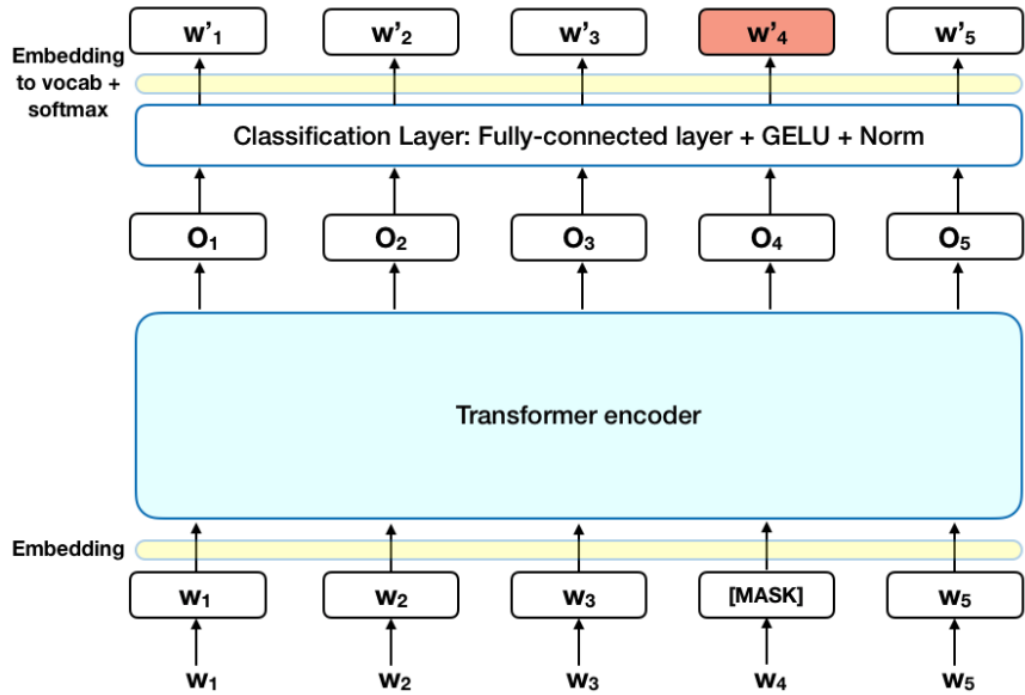 w’₁ w’₂ w’₃ w’₄ w’₅
Embedding
to vocab +
softmax
Classification Layer: Fully-connected layer + GELU + Norm
O₁ O₂ O₃ O₄ O₅
Transformer encoder
Embedding
w₁ w₂ w₃ [MASK] w₅
w₁ w₂ w₃ w₄ w₅